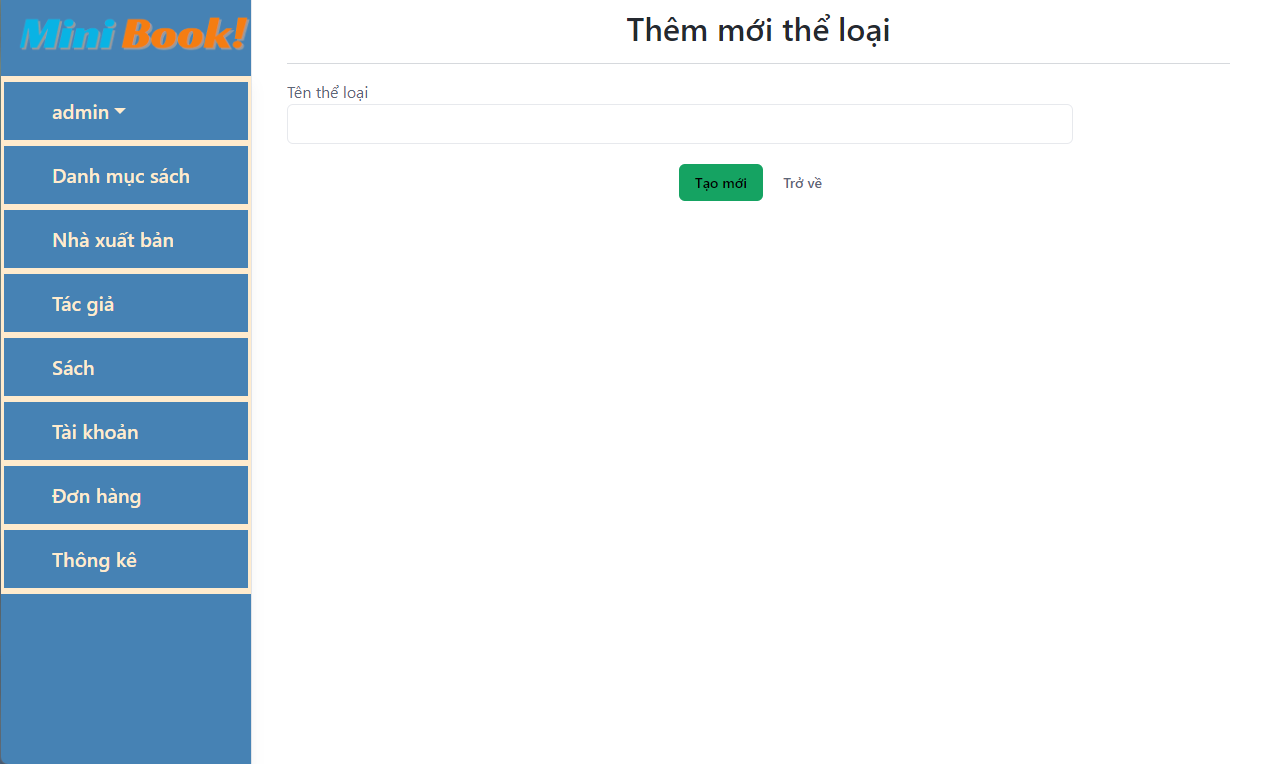 Mini Book!
admin
Danh mục sách
Nhà xuất bản
Tác giả
Sách
Tài khoản
Đơn hàng
Thông kê
Thêm mới thể loại
Tên thể loại
Tạo mới
Trở về